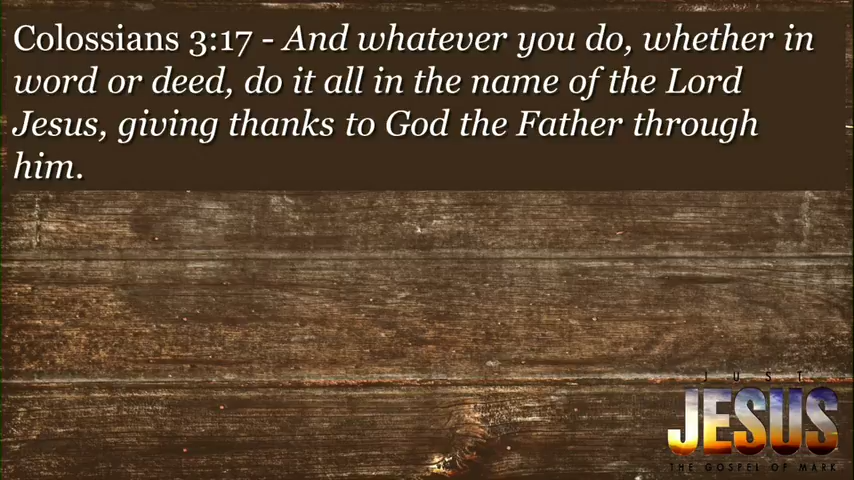 Colossians 3:17 - And whatever you do, whether in
word or deed, do it all in the name of the Lord
Jesus, giving thanks to God the Father through
him.
JUST
JESUS
THE GOSPEL OF MARK